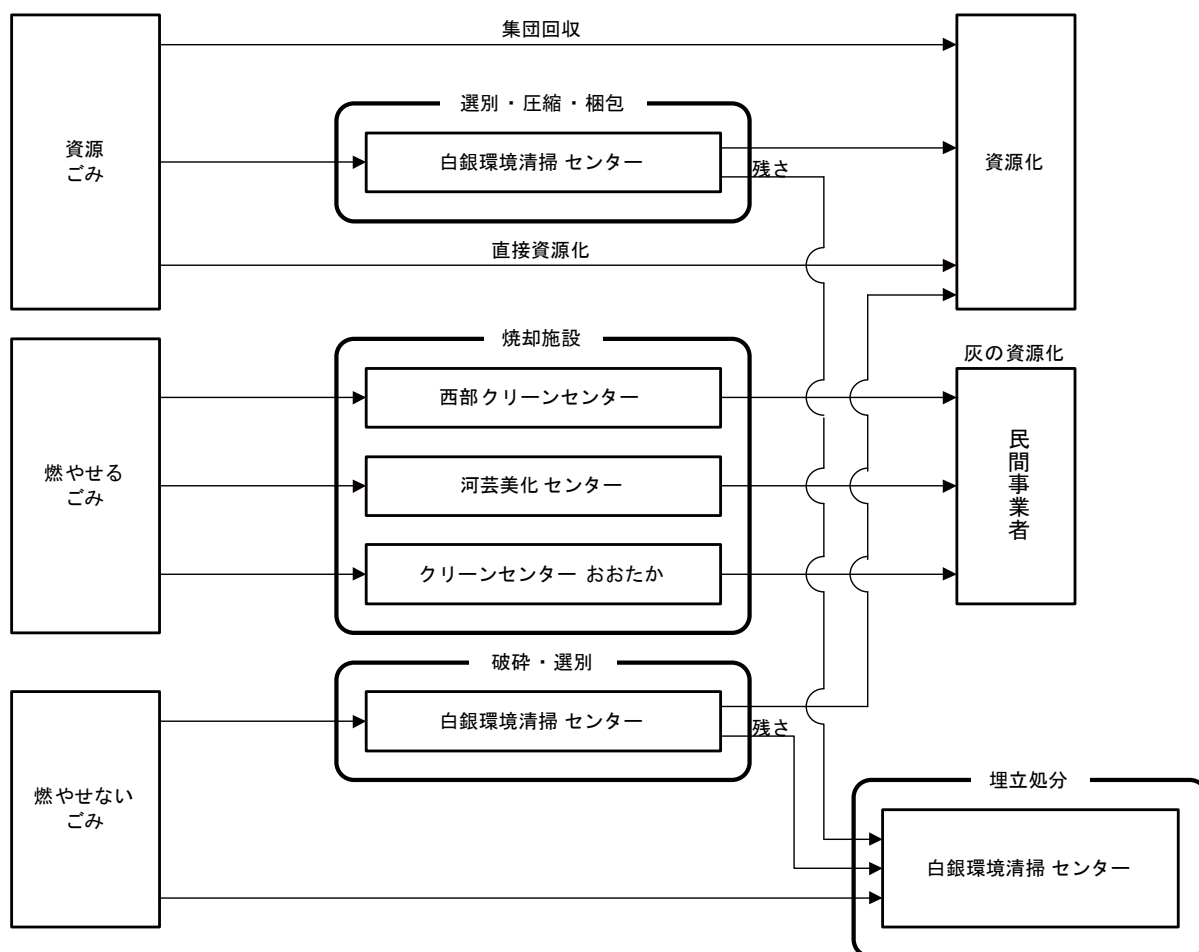 集団回収
選別・圧縮・梱包
資源
ごみ
白銀環境清掃 センター
残さ
資源化
直接資源化
焼却施設
灰の資源化
西部クリーンセンター
燃やせる
ごみ
河芸美化 センター
民間事業者
クリーンセンター おおたか
破砕・選別
白銀環境清掃 センター
残さ
燃やせない
ごみ
埋立処分
白銀環境清掃 センター